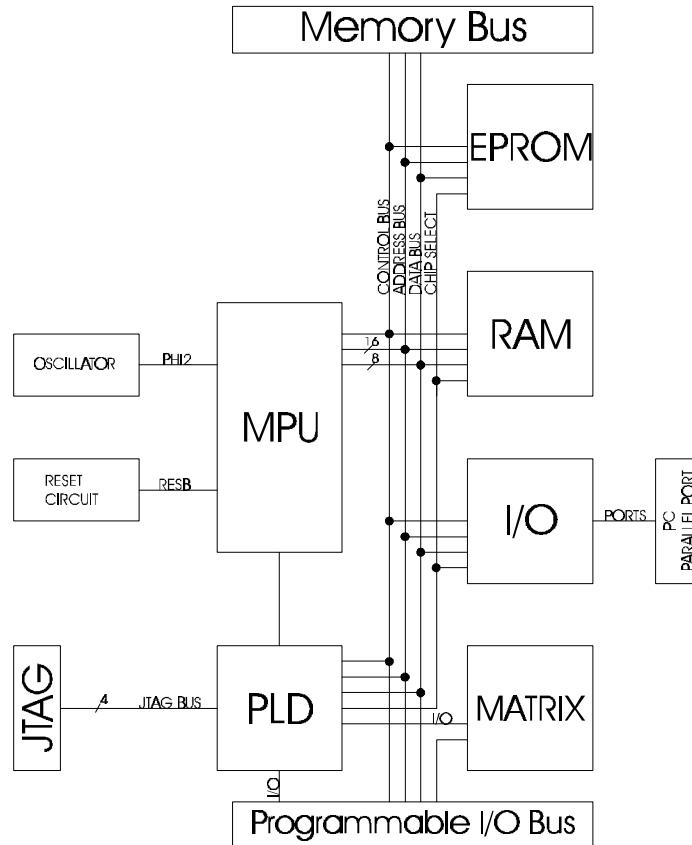 Memory Bus
EPROM
CONTROL BUS
ADDRESS BUS
DATA BUS
CHIP SELECT
RAM
16
8
OSCILLATOR
PHI2
MPU
RESET
CIRCUIT
RESB
I/O
PORTS
PC
PARALLEL PORT
JTAG
4
JTAG BUS
PLD
I/O
MATRIX
I/O
Programmable I/O Bus